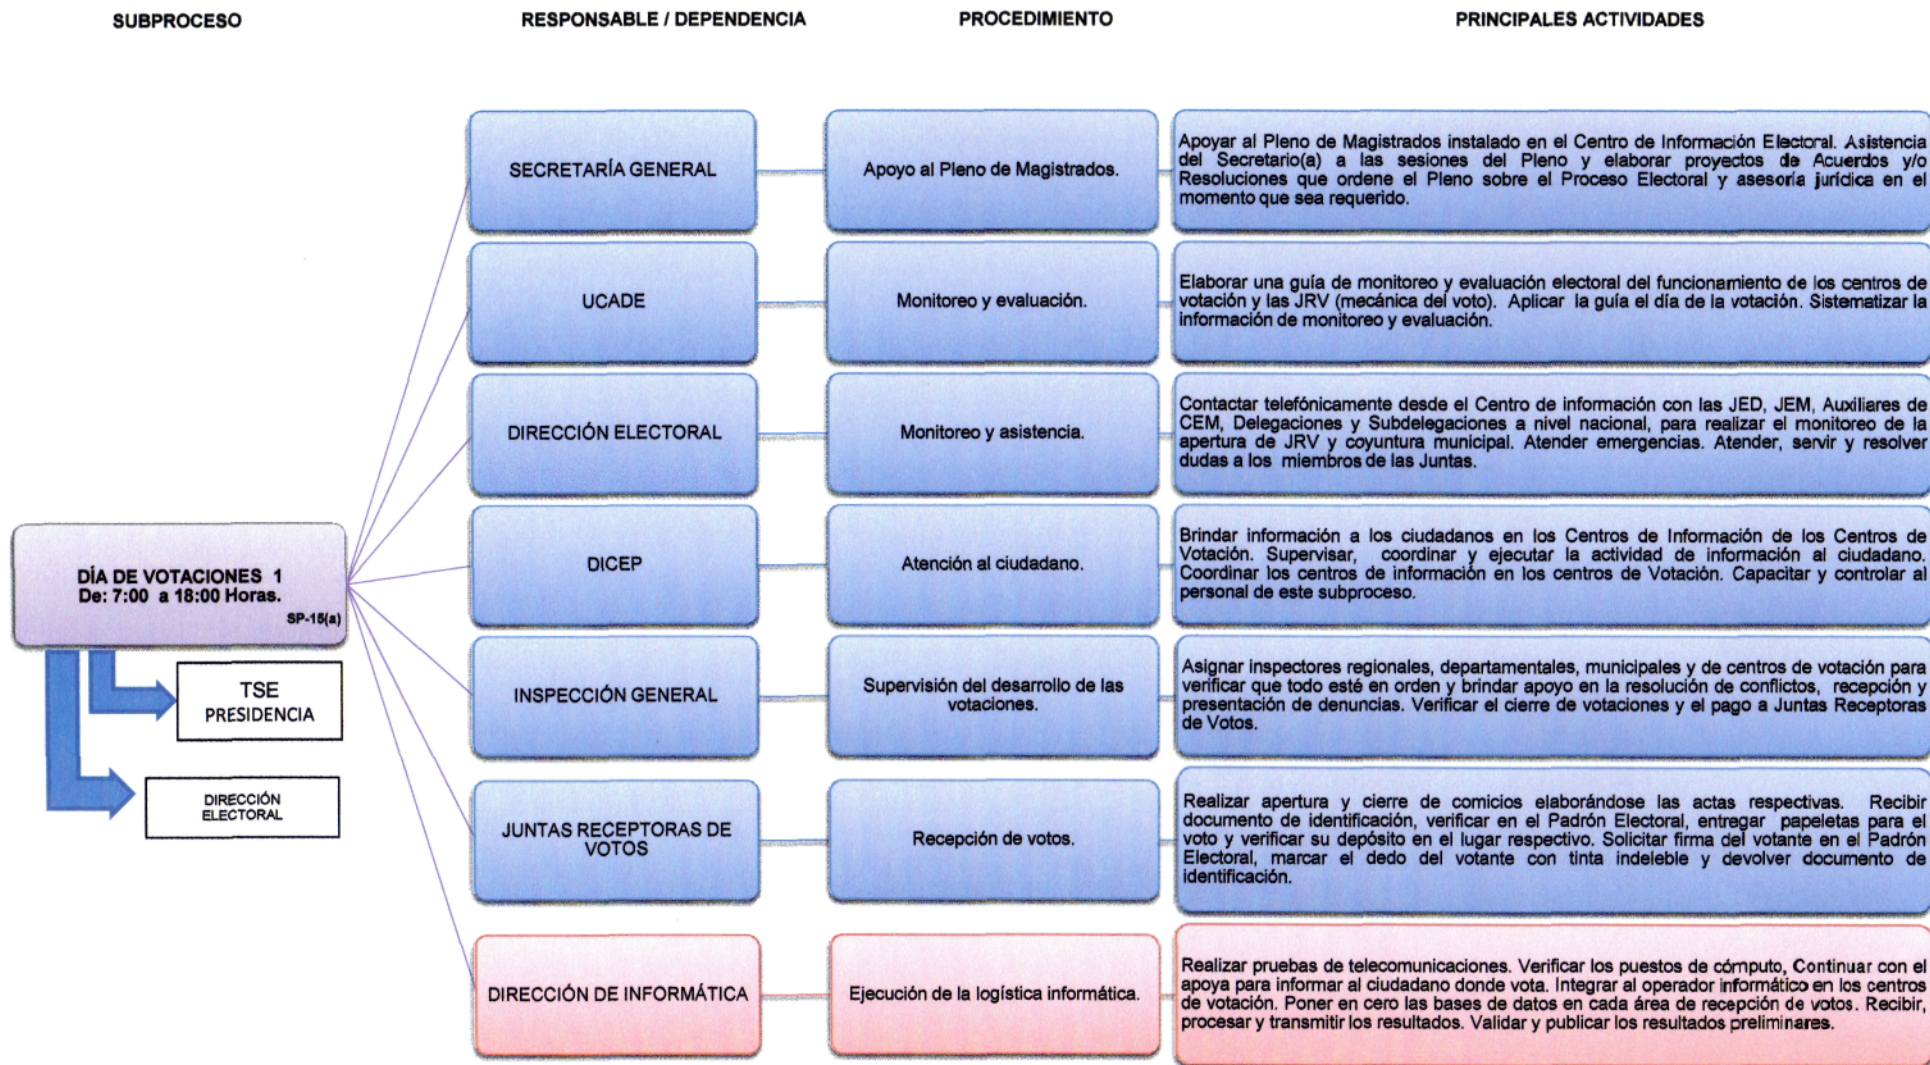 SUBPROCESO
RESPONSABLE / DEPENDENCIA
PROCEDIMIENTO
PRINCIPALES ACTIVIDADES
DÍA DE VOTACIONES 1
De: 7:00 a 18:00 Horas.
SP-15(a)
TSE
PRESIDENCIA
DIRECCIÓN
ELECTORAL
SECRETARÍA GENERAL
Apoyo al Pleno de Magistrados.
Apoyar al Pleno de Magistrados instalado en el Centro de Información Electoral. Asistencia
del Secretario(a) a las sesiones del Pleno y elaborar proyectos de Acuerdos y/o
Resoluciones que ordene el Pleno sobre el Proceso Electoral y asesoría jurídica en el
momento que sea requerido.
UCADE
Monitoreo y evaluación.
Elaborar una guía de monitoreo y evaluación electoral del funcionamiento de los centros de
votación y las JRV (mecánica del voto). Aplicar la guía el día de la votación. Sistematizar la
información de monitoreo y evaluación.
DIRECCIÓN ELECTORAL
Monitoreo y asistencia.
Contactar telefónicamente desde el Centro de información con las JED, JEM, Auxiliares de
CEM, Delegaciones y Subdelegaciones a nivel nacional, para realizar el monitoreo de la
apertura de JRV y coyuntura municipal. Atender emergencias. Atender, servir y resolver
dudas a los miembros de las Juntas.
DICEP
Atención al ciudadano.
Brindar información a los ciudadanos en los Centros de Información de los Centros de
Votación. Supervisar, coordinar y ejecutar la actividad de información al ciudadano.
Coordinar los centros de información en los centros de Votación. Capacitar y controlar al
personal de este subproceso.
INSPECCIÓN GENERAL
Supervisión del desarrollo de las
votaciones.
Asignar inspectores regionales, departamentales, municipales y de centros de votación para
verificar que todo esté en orden y brindar apoyo en la resolución de conflictos, recepción y
presentación de denuncias. Verificar el cierre de votaciones y el pago a Juntas Receptoras
de Votos.
JUNTAS RECEPTORAS DE
VOTOS
Recepción de votos.
Realizar apertura y cierre de comicios elaborándose las actas respectivas. Recibir
documento de identificación, verificar en el Padrón Electoral, entregar papeletas para el
voto y verificar su depósito en el lugar respectivo. Solicitar firma del votante en el Padrón
Electoral, marcar el dedo del votante con tinta indeleble y devolver documento de
identificación.
DIRECCIÓN DE INFORMÁTICA
Ejecución de la logística informática.
Realizar pruebas de telecomunicaciones. Verificar los puestos de cómputo, Continuar con el
apoya para informar al ciudadano donde vota. Integrar al operador informático en los centros
de votación. Poner en cero las bases de datos en cada área de recepción de votos. Recibir,
procesar y transmitir los resultados. Validar y publicar los resultados preliminares.